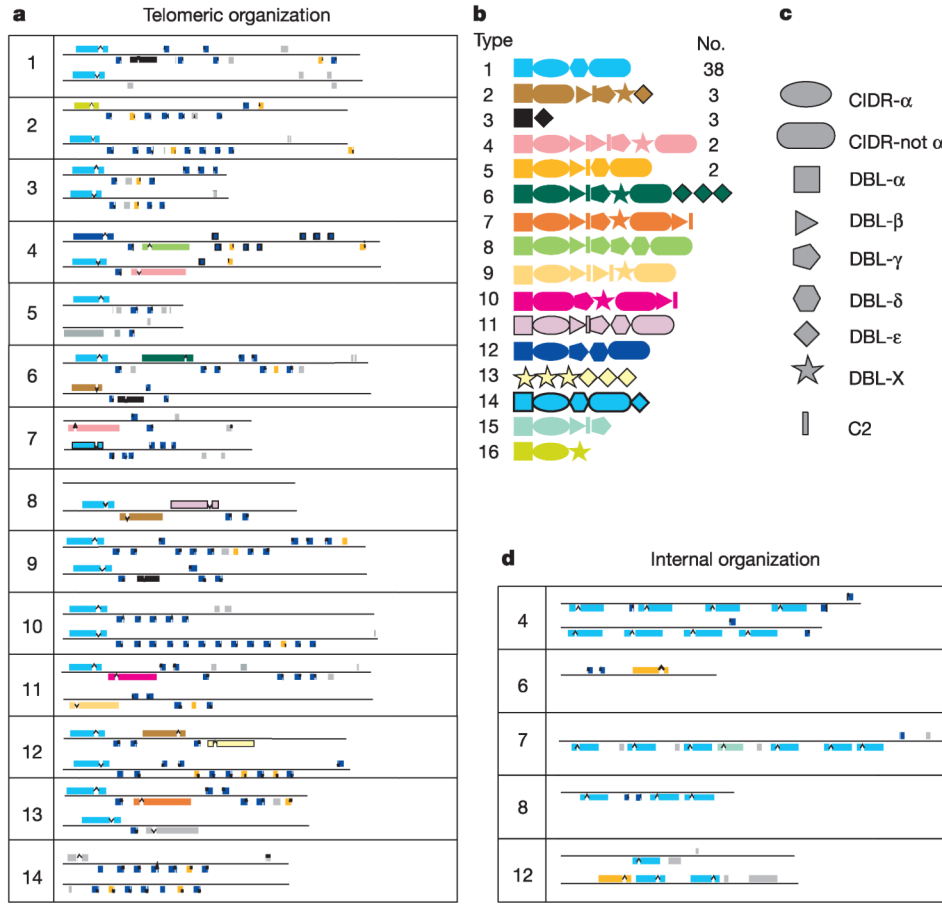 a
Telomeric organization
1
2
3
4
5
6
7
8
9
10
11
12
13
14
b
Type No.
1 38
2 3
3 3
4 2
5 2
6
7
8
9
10
11
12
13
14
15
16
c
CIDR-α
CIDR-not α
DBL-α
DBL-β
DBL-γ
DBL-δ
DBL-ε
DBL-X
C2
d
Internal organization
4
6
7
8
12